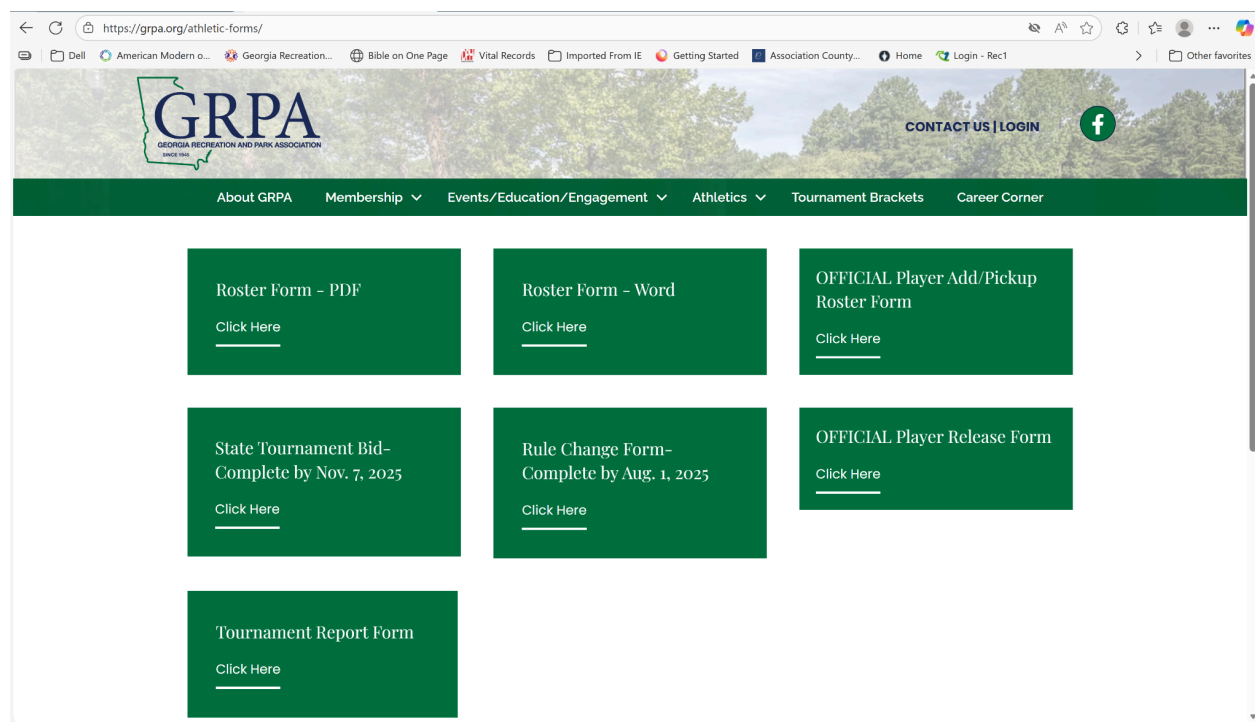 https://grpa.org/athletic-forms/
Dell American Modern o... Georgia Recreation... Bible on One Page Vital Records Imported From IE Getting Started Association County... Home Login - Rec1 Other favorites
GRPA
GEORGIA RECREATION AND PARK ASSOCIATION
SINCE 1945
CONTACT US | LOGIN
About GRPA Membership Events/Education/Engagement Athletics Tournament Brackets Career Corner
Roster Form - PDF
Click Here
Roster Form - Word
Click Here
OFFICIAL Player Add/Pickup
Roster Form
Click Here
State Tournament Bid-
Complete by Nov. 7, 2025
Click Here
Rule Change Form-
Complete by Aug. 1, 2025
Click Here
OFFICIAL Player Release Form
Click Here
Tournament Report Form
Click Here